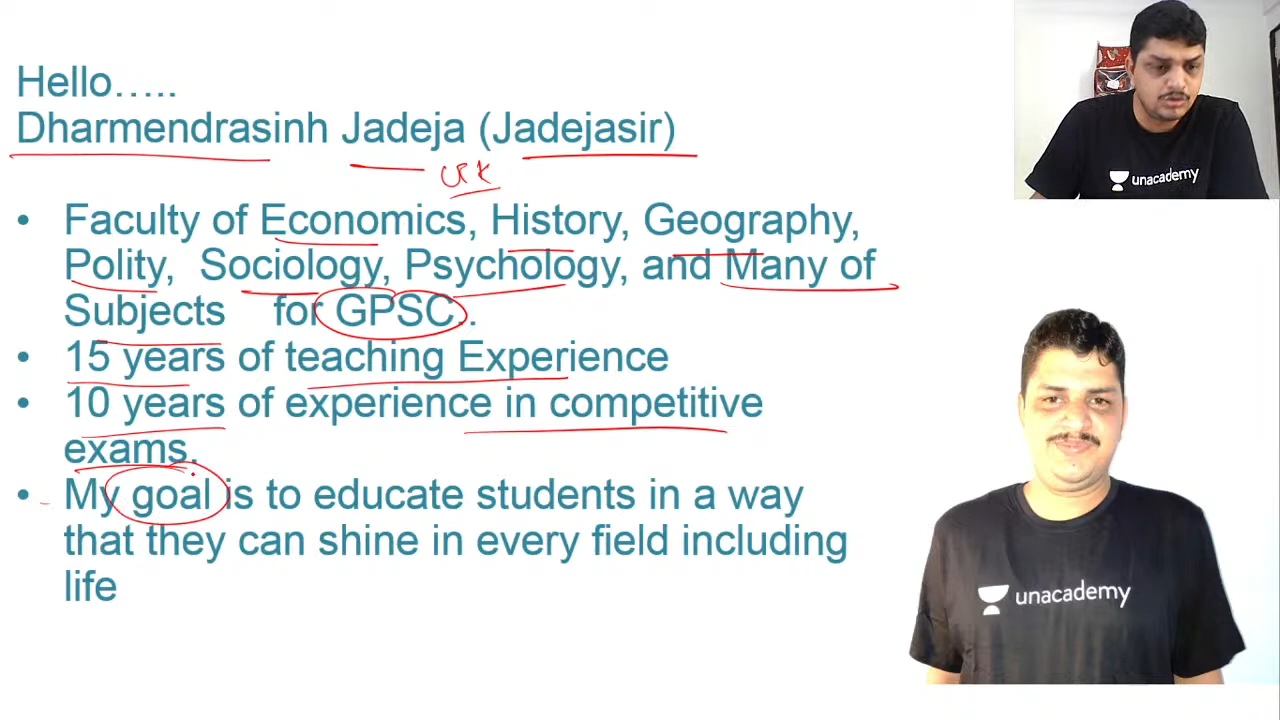 Hello…..
Dharmendrasinh Jadeja (Jadejasir)
• Faculty of Economics, History, Geography,
Polity, Sociology, Psychology, and Many of
Subjects for GPSC..
• 15 years of teaching Experience
• 10 years of experience in competitive
exams.
• My goal is to educate students in a way
that they can shine in every field including
life
unacademy
unacademy